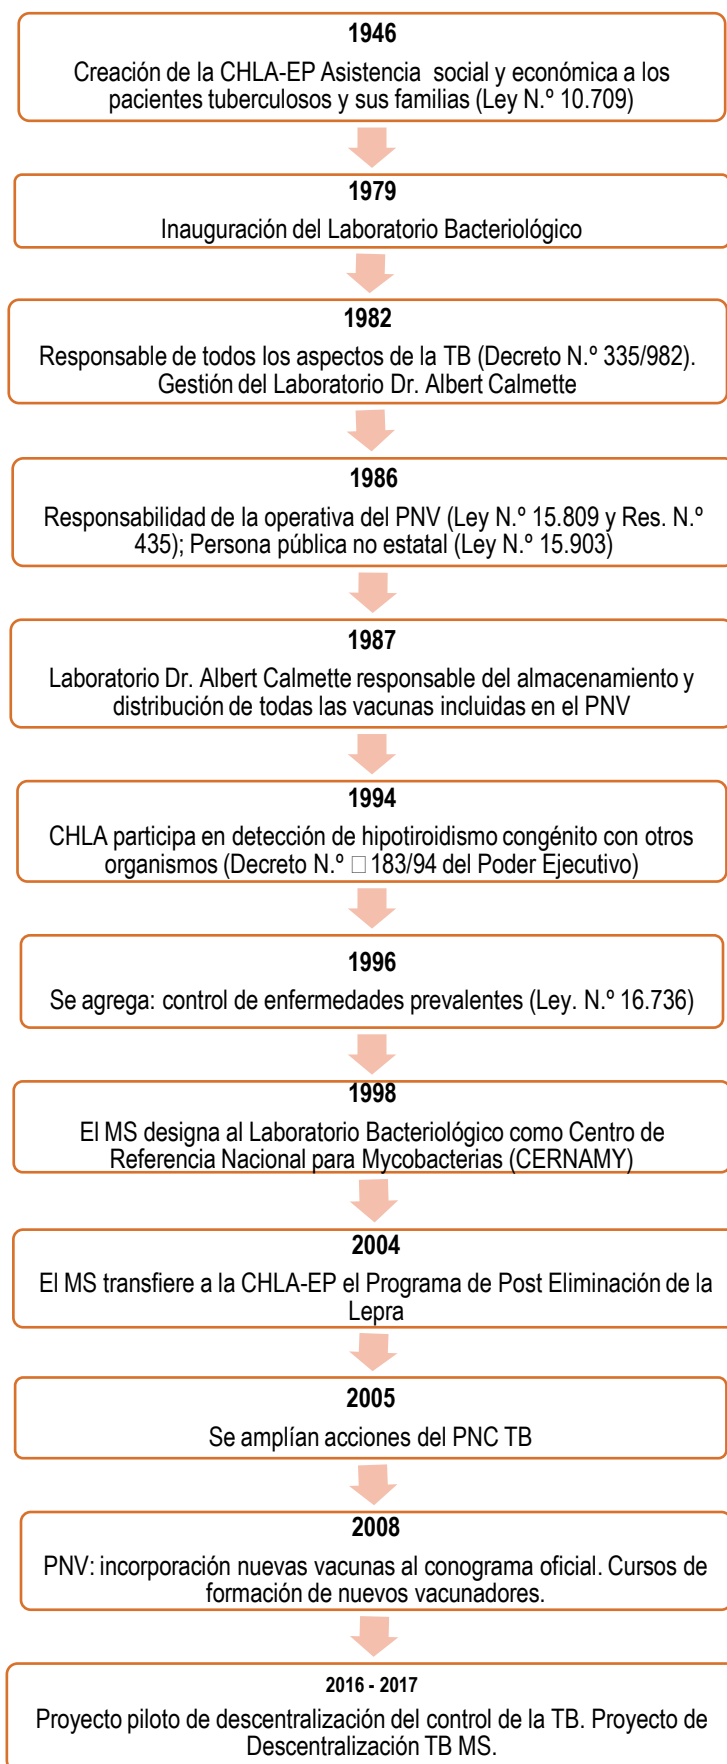 1946
Creación de la CHLA-EP Asistencia social y económica a los
pacientes tuberculosos y sus familias (Ley N.º 10.709)
1979
Inauguración del Laboratorio Bacteriológico
1982
Responsable de todos los aspectos de la TB (Decreto N.º 335/982).
Gestión del Laboratorio Dr. Albert Calmette
1986
Responsabilidad de la operativa del PNV (Ley N.º 15.809 y Res. N.º
435); Persona pública no estatal (Ley N.º 15.903)
1987
Laboratorio Dr. Albert Calmette responsable del almacenamiento y
distribución de todas las vacunas incluidas en el PNV
1994
CHLA participa en detección de hipotiroidismo congénito con otros
organismos (Decreto N.º □183/94 del Poder Ejecutivo)
1996
Se agrega: control de enfermedades prevalentes (Ley. N.º 16.736)
1998
El MS designa al Laboratorio Bacteriológico como Centro de
Referencia Nacional para Mycobacterias (CERNAMY)
2004
El MS transfiere a la CHLA-EP el Programa de Post Eliminación de la
Lepra
2005
Se amplían acciones del PNC TB
2008
PNV: incorporación nuevas vacunas al conograma oficial. Cursos de
formación de nuevos vacunadores.
2016 - 2017
Proyecto piloto de descentralización del control de la TB. Proyecto de
Descentralización TB MS.